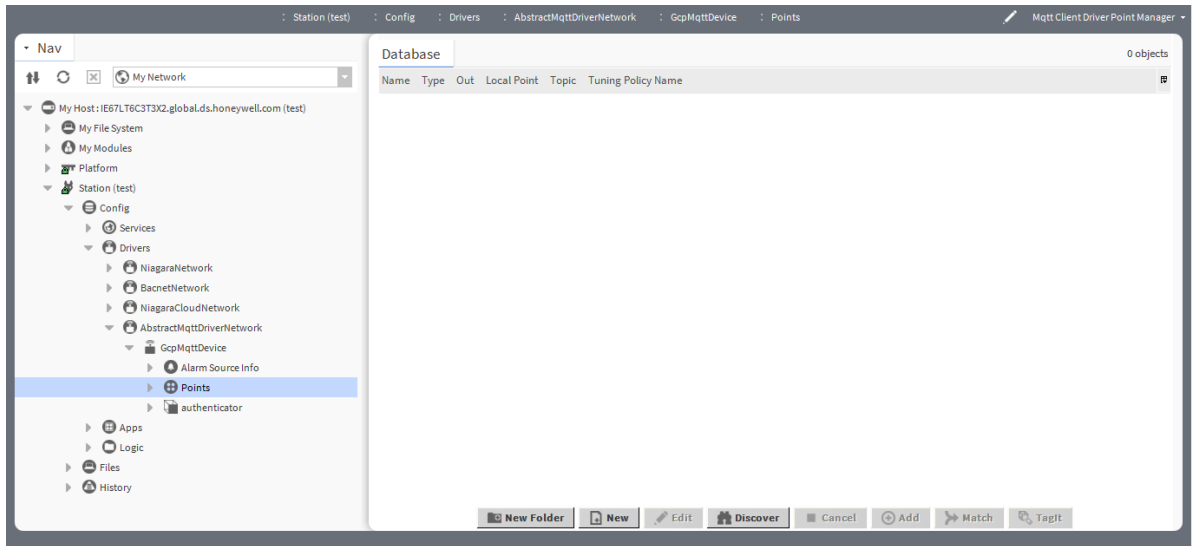 : Station (test) : Config : Drivers : AbstractMqttDriverNetwork : GcpMqttDevice : Points Mqtt Client Driver Point Manager
Nav
My Network
My Host : IE67LT6C3T3X2.global.ds.honeywell.com (test)
My File System
My Modules
Platform
Station (test)
Config
Services
Drivers
NiagaraNetwork
BacnetNetwork
NiagaraCloudNetwork
AbstractMqttDriverNetwork
GcpMqttDevice
Alarm Source Info
Points
authenticator
Apps
Logic
Files
History
Database 0 objects
Name Type Out Local Point Topic Tuning Policy Name
New Folder New Edit Discover Cancel Add Match TagIt